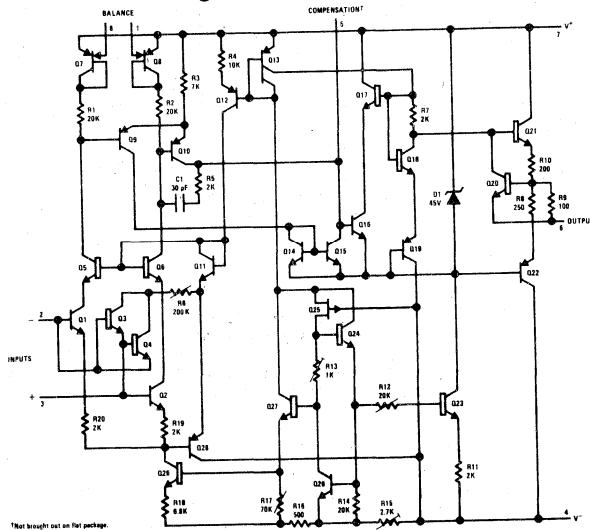 BALANCE
COMPENSATION†
8
1
5
V+
7
Q7
Q8
R4
10K
Q13
R3
7K
Q12
Q17
R7
2K
R1
20K
R2
20K
Q9
Q10
Q18
Q21
R10
200
C1
30 pF
R5
2K
D1
45V
Q20
R8
250
R9
100
OUTPU
6
Q14
Q15
Q16
Q19
Q5
Q6
Q11
Q22
R6
200 K
Q25
Q24
− 2
Q1
Q3
Q4
INPUTS
R13
1K
R12
20K
+
3
Q2
Q27
Q23
R20
2K
R19
2K
Q28
R11
2K
R18
6.8K
R17
70K
R16
500
Q26
R14
20K
R15
2.7K
4
V−
†Not brought out on flat package.